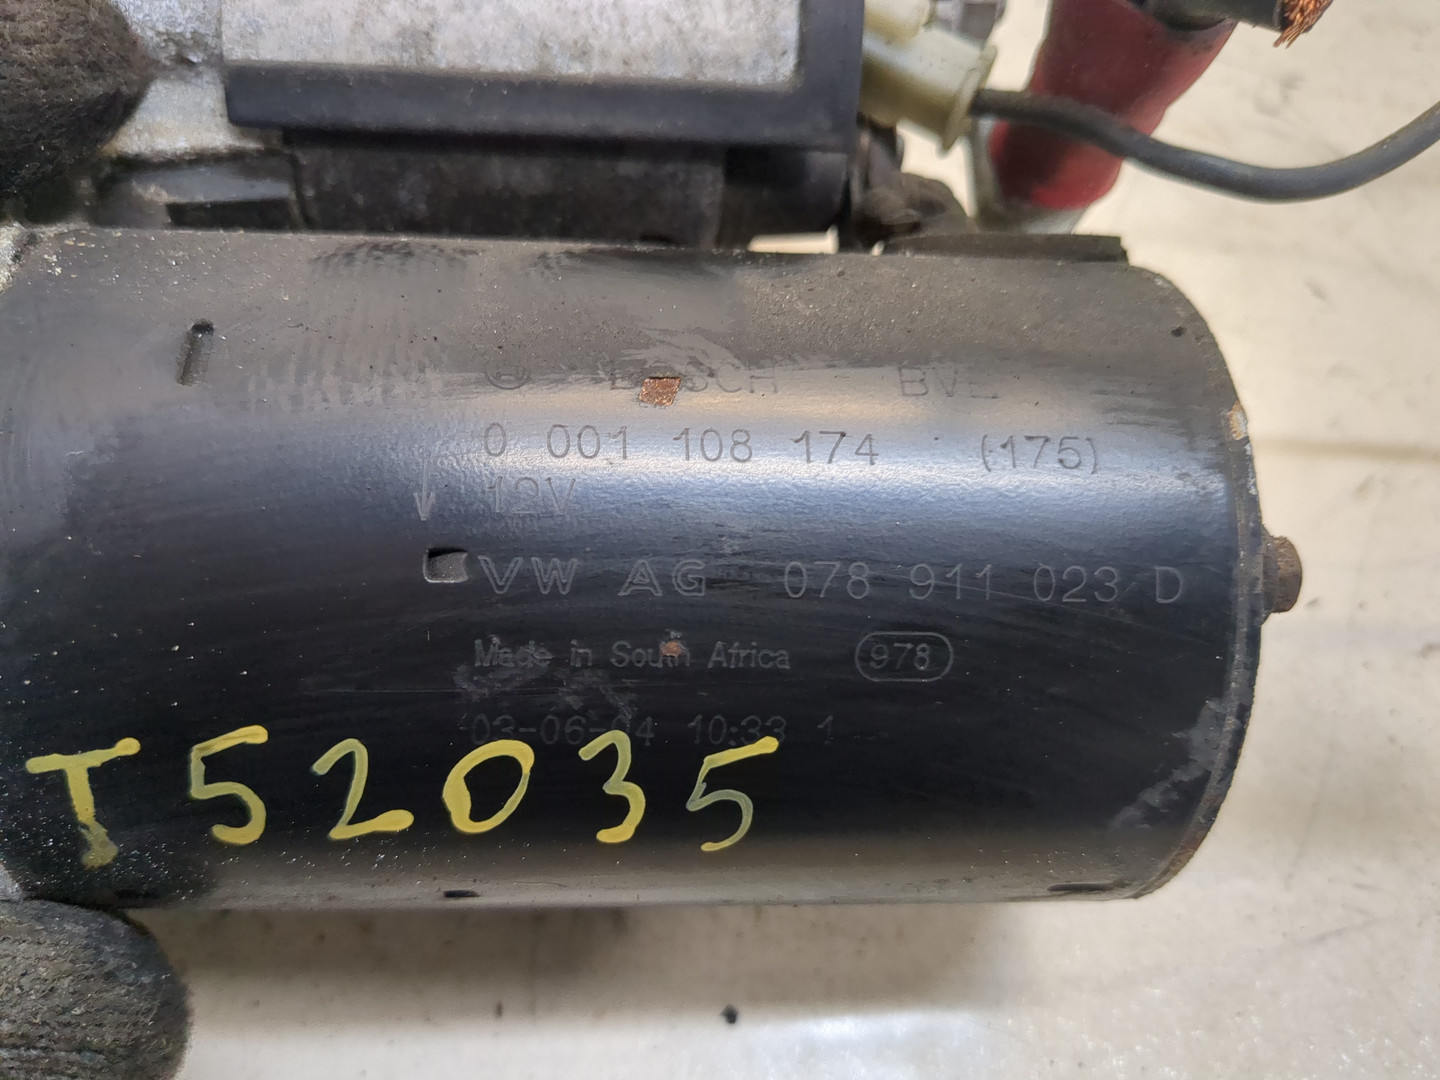 BOSCH BVE
0 001 108 174 (175)
12V
VW AG 078 911 023 D
Made in South Africa 978
03-06-04 10:33 1
T52035